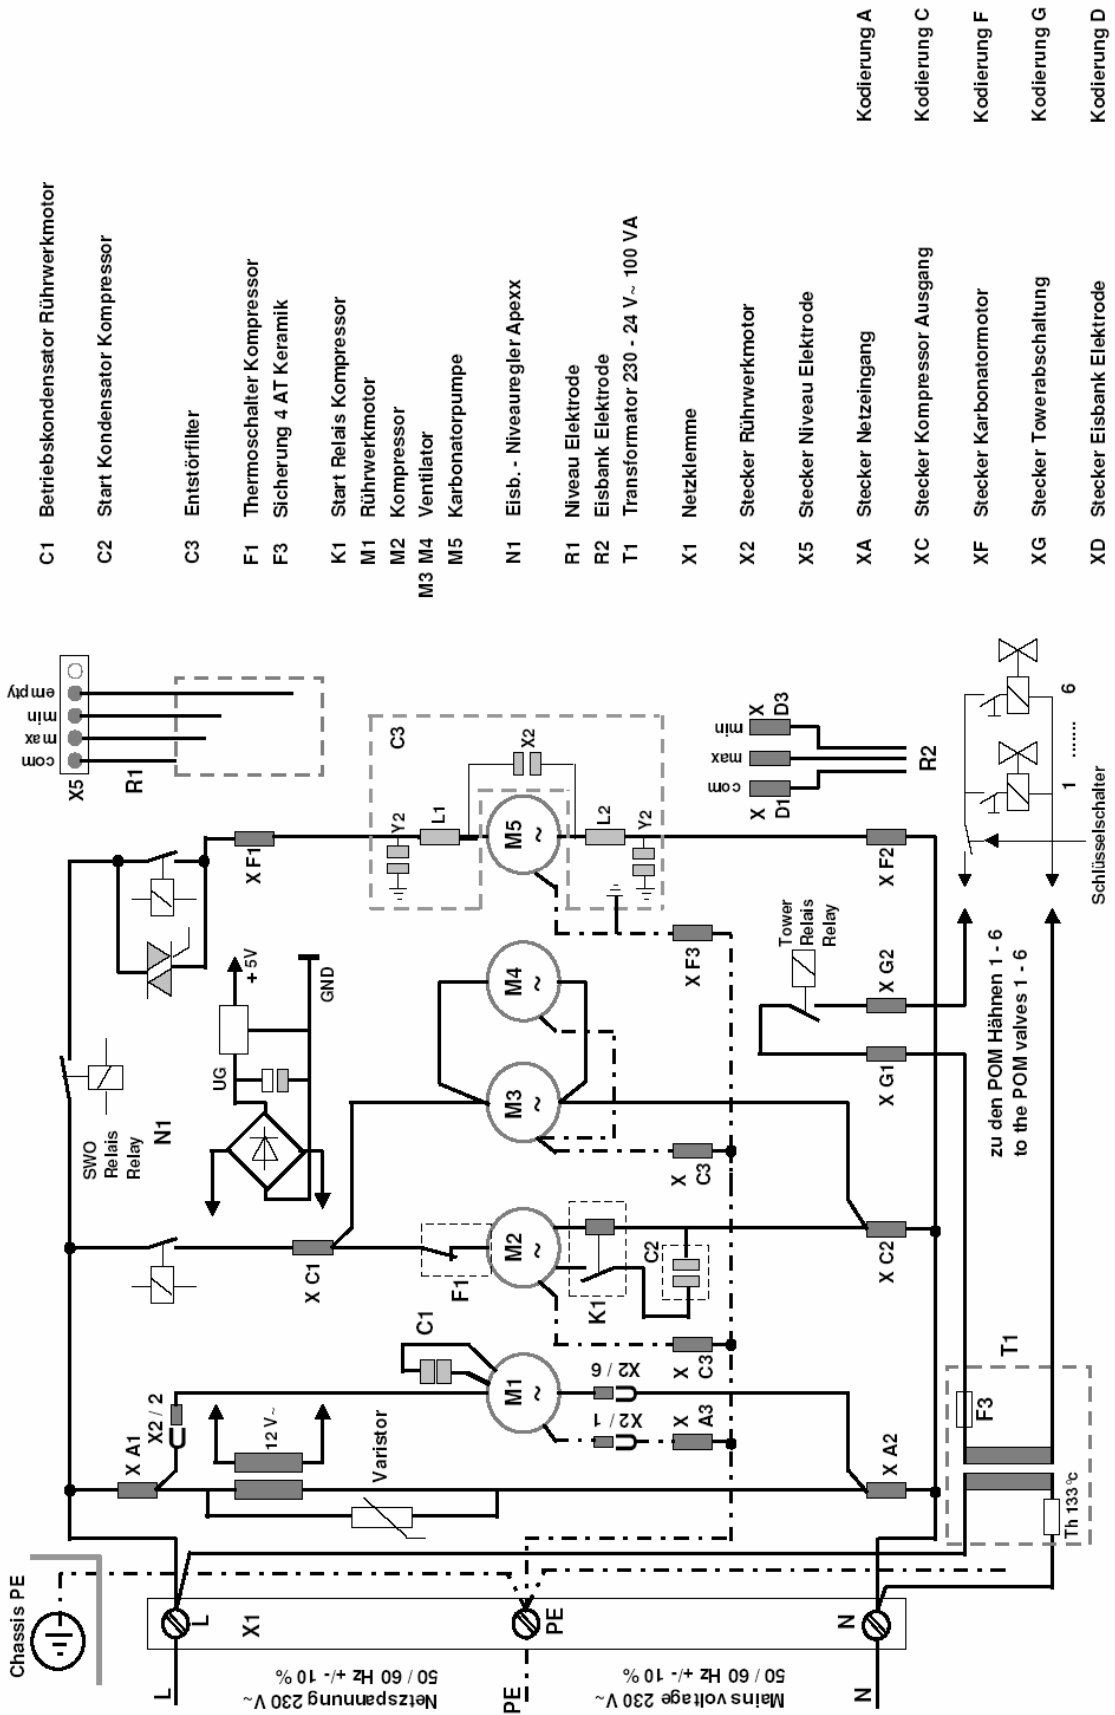 Chassis PE
L
PE
N
Netzspannung 230 V~
50 / 60 Hz +/- 10 %
Mains voltage 230 V~
50 / 60 Hz +/- 10 %
X1
L
PE
N
X A1
X2 / 2
12 V~
Varistor
C1
M1
~
X2 / 1
X2 / 6
X
A3
X A2
Th 133°c
F3
T1
X C1
F1
M2
~
K1
C2
X
C3
X C2
SWO
Relais
Relay
N1
UG
+ 5V
GND
M3
~
X
C3
M4
~
X F3
X G1
X G2
Tower
Relais
Relay
zu den POM Hähnen 1 - 6
to the POM valves 1 - 6
X F1
Y2
L1
M5
~
X2
L2
Y2
C3
X F2
X5
com
max
min
empty
R1
X
D1
com
max
min
X
D3
R2
1 ....... 6
Schlüsselschalter
C1 Betriebskondensator Rührwerkmotor
C2 Start Kondensator Kompressor
C3 Entstörfilter
F1 Thermoschalter Kompressor
F3 Sicherung 4 AT Keramik
K1 Start Relais Kompressor
M1 Rührwerkmotor
M2 Kompressor
M3 M4 Ventilator
M5 Karbonatorpumpe
N1 Eisb. - Niveauregler Apexx
R1 Niveau Elektrode
R2 Eisbank Elektrode
T1 Transformator 230 - 24 V~ 100 VA
X1 Netzklemme
X2 Stecker Rührwerkmotor
X5 Stecker Niveau Elektrode
XA Stecker Netzeingang Kodierung A
XC Stecker Kompressor Ausgang Kodierung C
XF Stecker Karbonatormotor Kodierung F
XG Stecker Towerabschaltung Kodierung G
XD Stecker Eisbank Elektrode Kodierung D